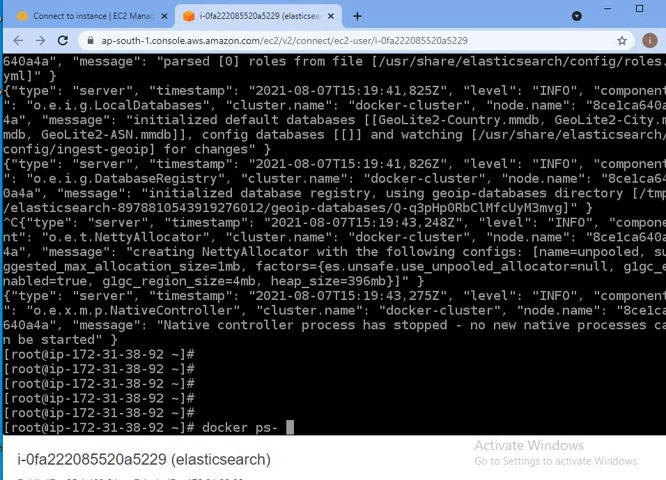 Connect to instance | EC2 Manag
i-0fa222085520a5229 (elasticsea
ap-south-1.console.aws.amazon.com/ec2/v2/connect/ec2-user/i-0fa222085520a5229
640a4a", "message": "parsed [0] roles from file [/usr/share/elasticsearch/config/roles.
yml]" }
{"type": "server", "timestamp": "2021-08-07T15:19:41,825Z", "level": "INFO", "compone
": "o.e.i.g.LocalDatabases", "cluster.name": "docker-cluster", "node.name": "8ce1ca640
4a", "message": "initialized default databases [[GeoLite2-Country.mmdb, GeoLite2-City.m
mdb, GeoLite2-ASN.mmdb]], config databases [[]] and watching [/usr/share/elasticsearch/
config/ingest-geoip] for changes" }
{"type": "server", "timestamp": "2021-08-07T15:19:41,826Z", "level": "INFO", "componen
": "o.e.i.g.DatabaseRegistry", "cluster.name": "docker-cluster", "node.name": "8ce1ca6
0a4a", "message": "initialized database registry, using geoip-databases directory [/tmp
/elasticsearch-8978810543919276012/geoip-databases/Q-q3pHp0RbClMfcUyM3mvg]" }
^C{"type": "server", "timestamp": "2021-08-07T15:19:43,248Z", "level": "INFO", "compone
nt": "o.e.t.NettyAllocator", "cluster.name": "docker-cluster", "node.name": "8ce1ca640a
4a", "message": "creating NettyAllocator with the following configs: [name=unpooled, su
ggested_max_allocation_size=1mb, factors={es.unsafe.use_unpooled_allocator=null, g1gc_e
nabled=true, g1gc_region_size=4mb, heap_size=396mb}]" }
{"type": "server", "timestamp": "2021-08-07T15:19:43,275Z", "level": "INFO", "componen
": "o.e.x.m.p.NativeController", "cluster.name": "docker-cluster", "node.name": "8ce1ca
640a4a", "message": "Native controller process has stopped - no new native processes ca
n be started" }
[root@ip-172-31-38-92 ~]#
[root@ip-172-31-38-92 ~]#
[root@ip-172-31-38-92 ~]#
[root@ip-172-31-38-92 ~]#
[root@ip-172-31-38-92 ~]#
[root@ip-172-31-38-92 ~]# docker ps-
i-0fa222085520a5229 (elasticsearch)
Activate Windows
Go to Settings to activate Windows.